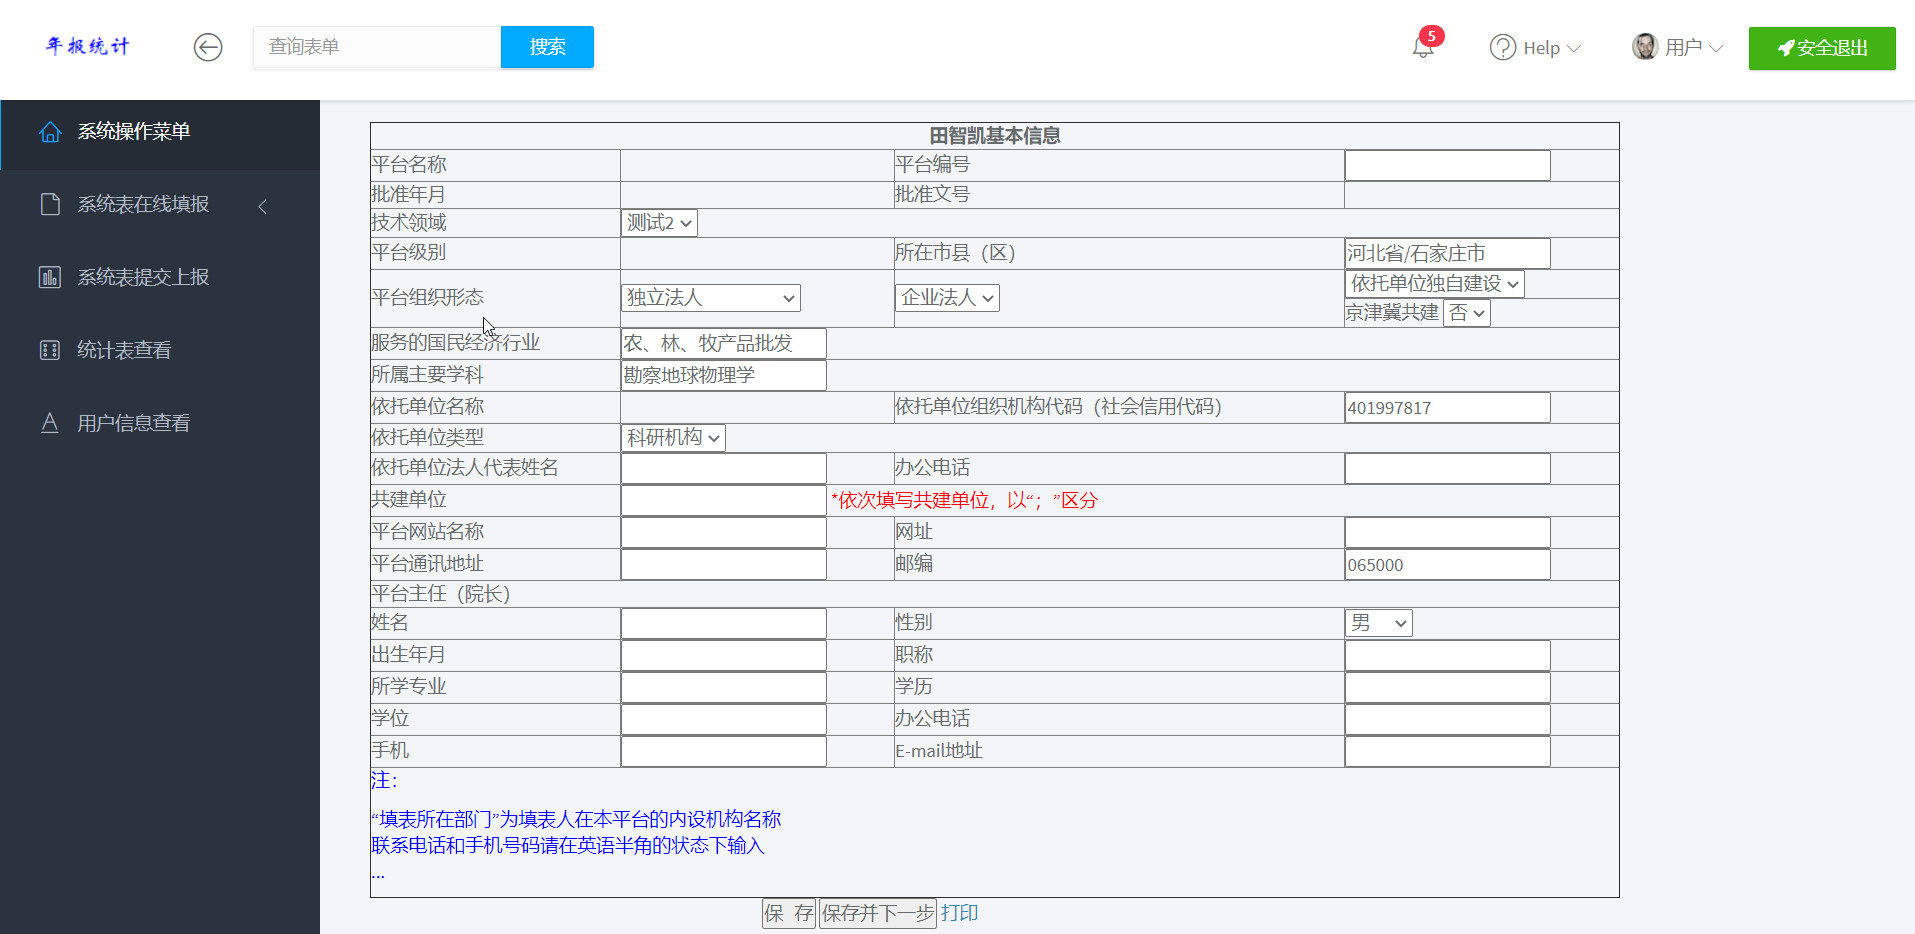 年报统计
查询表单 搜索
5 Help 用户 安全退出
系统操作菜单
系统表在线填报
系统表提交上报
统计表查看
用户信息查看
田智凯基本信息
平台名称 平台编号
批准年月 批准文号
技术领域 测试2
平台级别 所在市县（区） 河北省/石家庄市
平台组织形态 独立法人 企业法人 依托单位独自建设
京津冀共建 否
服务的国民经济行业 农、林、牧产品批发
所属主要学科 勘察地球物理学
依托单位名称 依托单位组织机构代码（社会信用代码） 401997817
依托单位类型 科研机构
依托单位法人代表姓名 办公电话
共建单位 *依次填写共建单位，以“；”区分
平台网站名称 网址
平台通讯地址 邮编 065000
平台主任（院长）
姓名 性别 男
出生年月 职称
所学专业 学历
学位 办公电话
手机 E-mail地址
注：
“填表所在部门”为填表人在本平台的内设机构名称
联系电话和手机号码请在英语半角的状态下输入
...
保 存 保存并下一步 打印